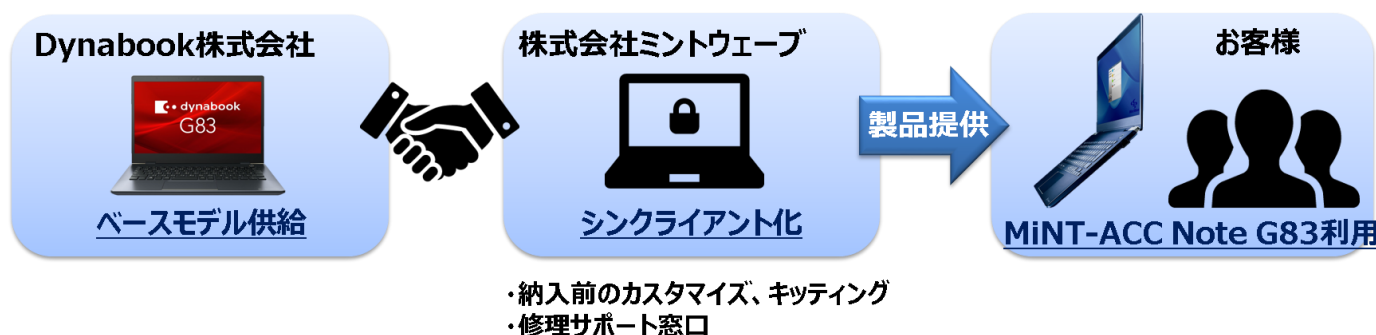 Dynabook株式会社
dynabook
G83
ベースモデル供給
株式会社ミントウェーブ
シンクライアント化
製品提供
お客様
MiNT-ACC Note G83利用
・納入前のカスタマイズ、キッティング
・修理サポート窓口